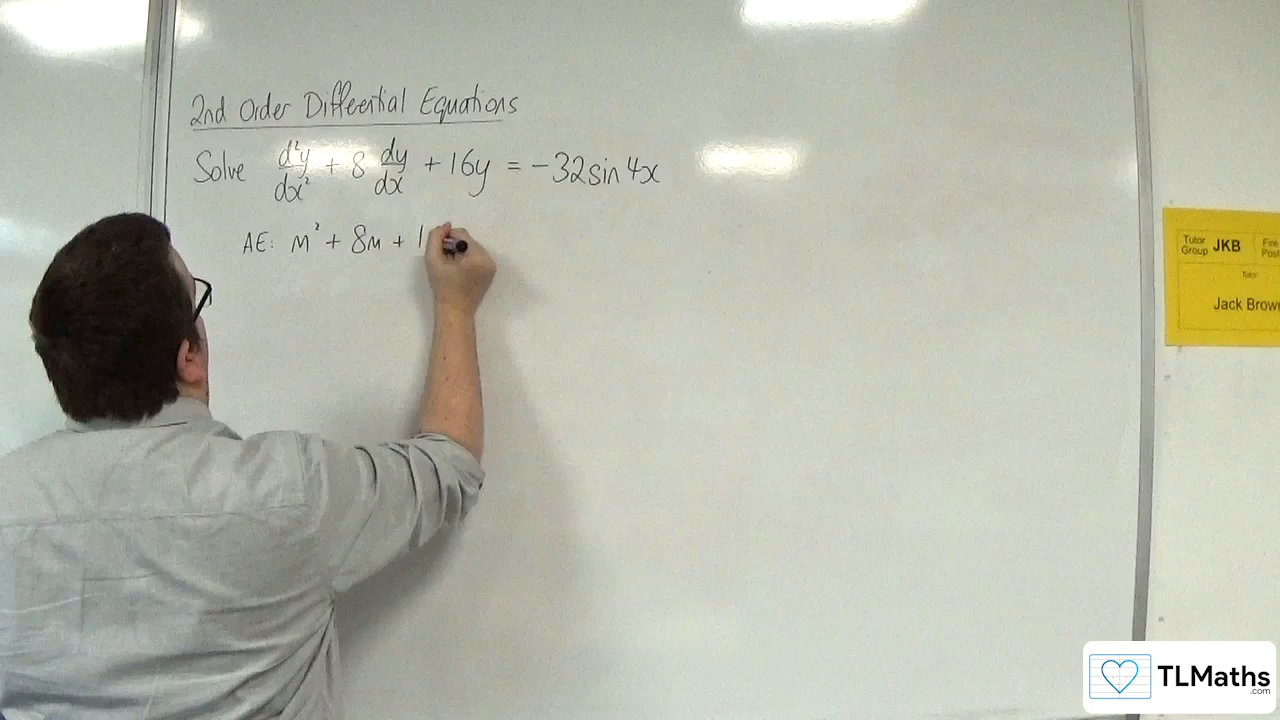 2nd Order Differential Equations
Solve d²y/dx² + 8 dy/dx + 16y = -32sin 4x
AE: m² + 8m + 1
Tutor Group JKB
Tutor
Jack Brow
TLMaths
.com